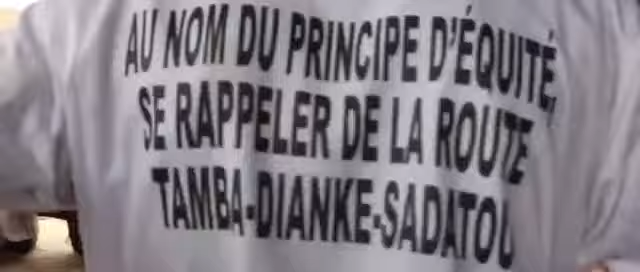 AU NOM DU PRINCIPE D'ÉQUITÉ,
SE RAPPELER DE LA ROUTE
TAMBA-DIANKE-SADATOU